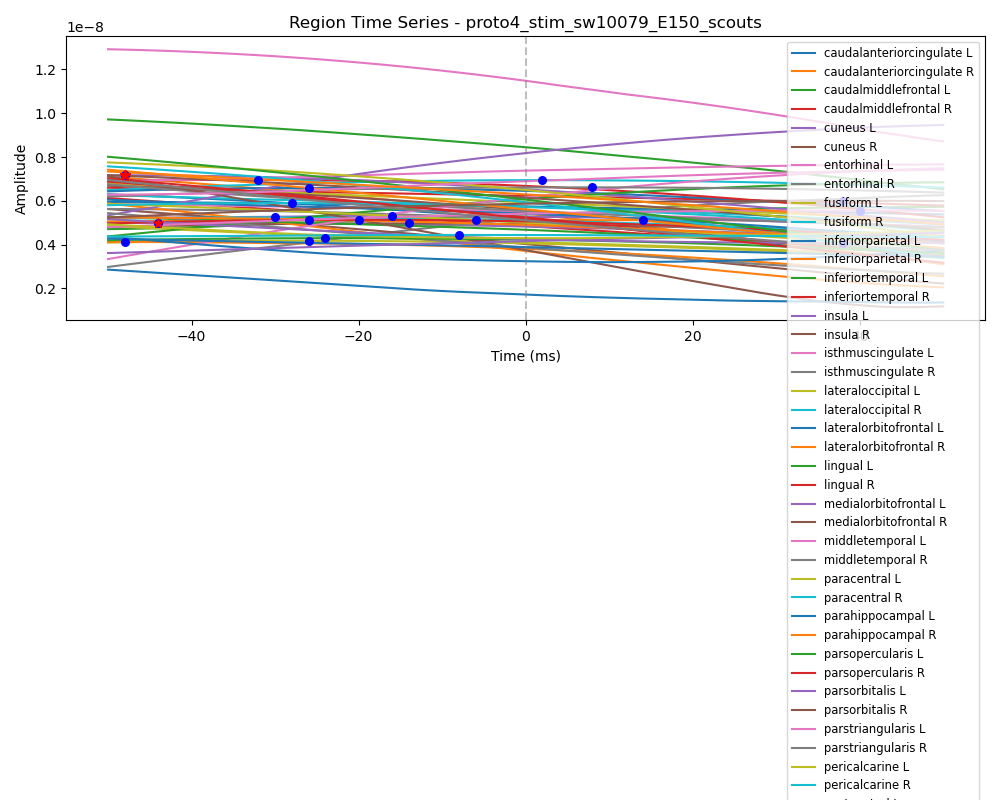 Region Time Series - proto4_stim_sw10079_E150_scouts
1e−8
1.2
1.0
0.8
0.6
0.4
0.2
Amplitude
−40
−20
0
20
40
Time (ms)
caudalanteriorcingulate L
caudalanteriorcingulate R
caudalmiddlefrontal L
caudalmiddlefrontal R
cuneus L
cuneus R
entorhinal L
entorhinal R
fusiform L
fusiform R
inferiorparietal L
inferiorparietal R
inferiortemporal L
inferiortemporal R
insula L
insula R
isthmuscingulate L
isthmuscingulate R
lateraloccipital L
lateraloccipital R
lateralorbitofrontal L
lateralorbitofrontal R
lingual L
lingual R
medialorbitofrontal L
medialorbitofrontal R
middletemporal L
middletemporal R
paracentral L
paracentral R
parahippocampal L
parahippocampal R
parsopercularis L
parsopercularis R
parsorbitalis L
parsorbitalis R
parstriangularis L
parstriangularis R
pericalcarine L
pericalcarine R